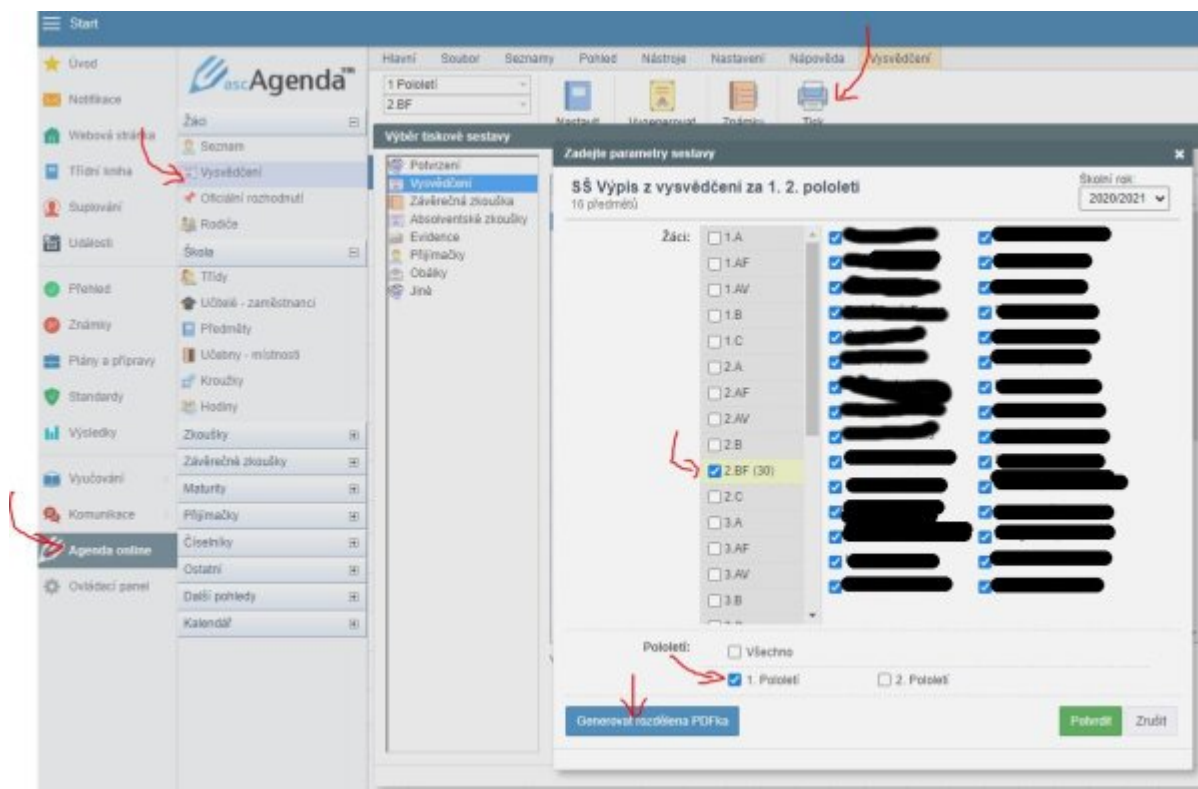 Start
Úvod
Notifikace
Webová stránka
Třídní kniha
Suplování
Události
Přehled
Známky
Plány a přípravy
Standardy
Výsledky
Vyučování
Komunikace
Agenda online
Ovládací panel
ascAgenda™
Žáci
Seznam
Vysvědčení
Oficiální rozhodnutí
Rodiče
Škola
Třídy
Učitelé - zaměstnanci
Předměty
Učebny - místnosti
Kroužky
Hodiny
Zkoušky
Závěrečné zkoušky
Maturity
Přijímačky
Číselníky
Ostatní
Další pohledy
Kalendář
Hlavní Soubor Seznamy Pohled Nástroje Nastavení Nápověda Vysvědčení
1 Pololetí
2.BF
Nastavit Vygenerovat Známky Tisk
Výběr tiskové sestavy
Potvrzení
Vysvědčení
Závěrečná zkouška
Absolventské zkoušky
Evidence
Přijímačky
Obálky
Jiné
Zadejte parametry sestavy
SŠ Výpis z vysvědčení za 1. 2. pololetí
16 předmětů
Školní rok:
2020/2021
Žáci:
1.A
1.AF
1.AV
1.B
1.C
2.A
2.AF
2.AV
2.B
2.BF (30)
2.C
3.A
3.AF
3.AV
3.B
Pololetí:
Všechno
1. Pololetí 2. Pololetí
Generovat rozdělena PDFka
Potvrdit Zrušit